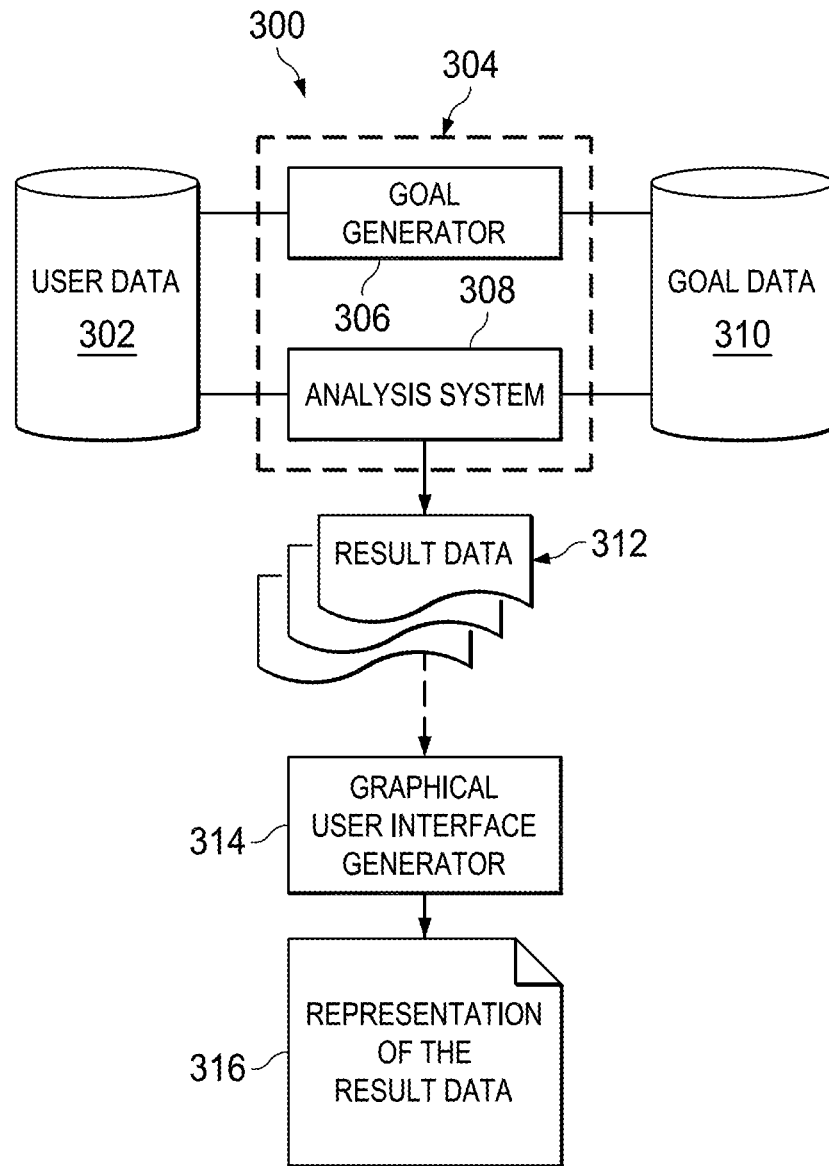 300
304
GOAL
GENERATOR
306
USER DATA
302
GOAL DATA
310
308
ANALYSIS SYSTEM
RESULT DATA
312
GRAPHICAL
USER INTERFACE
GENERATOR
314
REPRESENTATION
OF THE
RESULT DATA
316